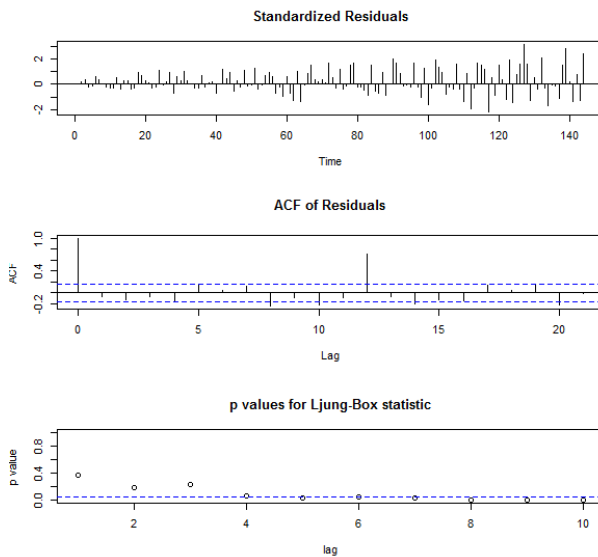 Standardized Residuals
2
0
-2
0 20 40 60 80 100 120 140
Time
ACF of Residuals
ACF
1.0
0.4
-0.2
0 5 10 15 20
Lag
p values for Ljung-Box statistic
p value
0.8
0.4
0.0
2 4 6 8 10
lag